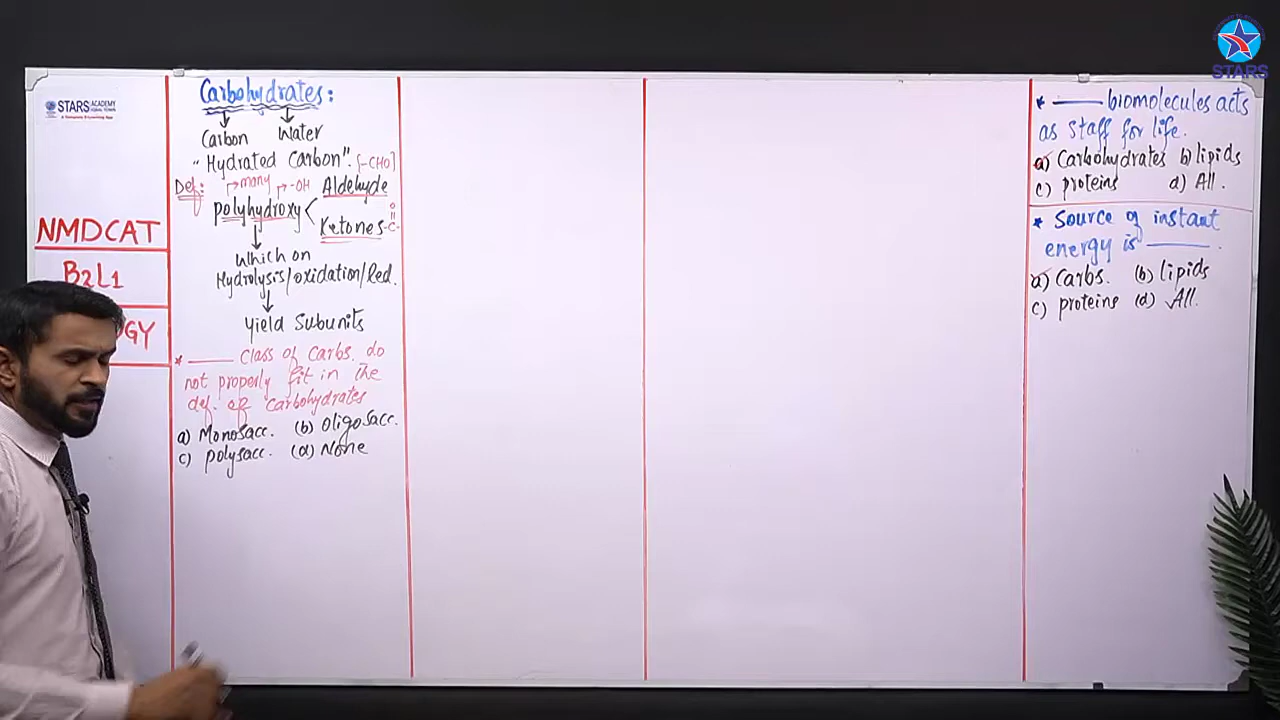 STARS
STARS ACADEMY
NMDCAT
B2L1
GY
Carbohydrates:
Carbon Water
"Hydrated Carbon". [-CHO]
Def: many -OH Aldehyde
polyhydroxy
Ketones -C-
O
Which on
Hydrolysis/oxidation/Red.
Yield Subunits
* ____ class of carbs. do
not properly fit in the
def. of carbohydrates
a) Monosacc. (b) Oligosacc.
c) polysacc. (d) None
* ____ biomolecules acts
as staff for life.
a) Carbohydrates b) lipids
c) proteins d) All.
* Source of instant
energy is ____.
a) Carbs. (b) lipids
c) proteins (d) All.